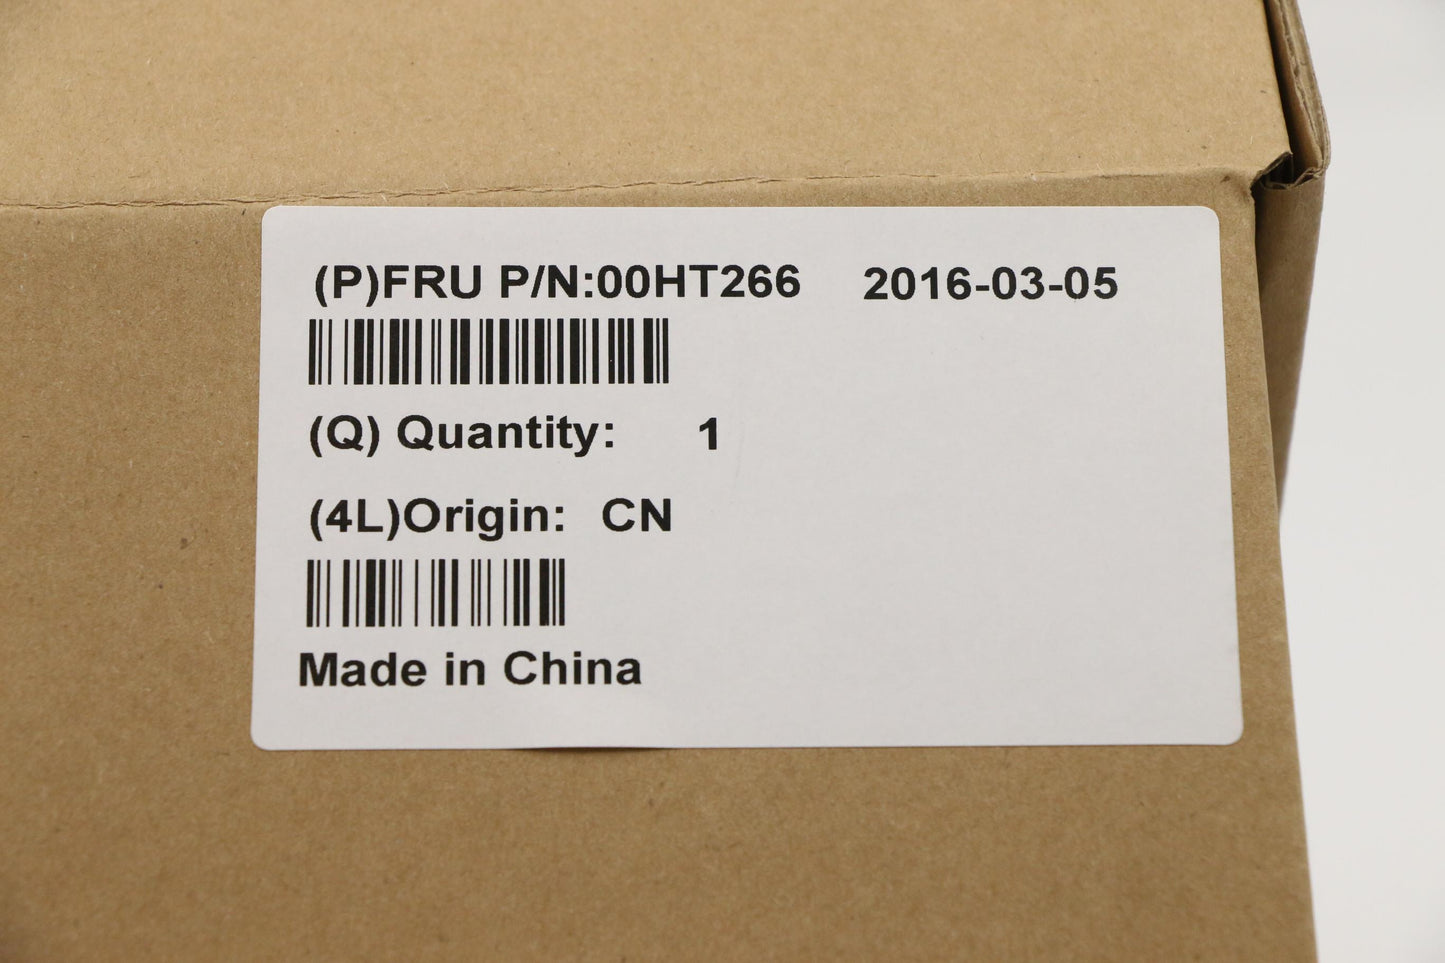 (P)FRU P/N:00HT266 2016-03-05
(Q) Quantity: 1
(4L)Origin: CN
Made in China